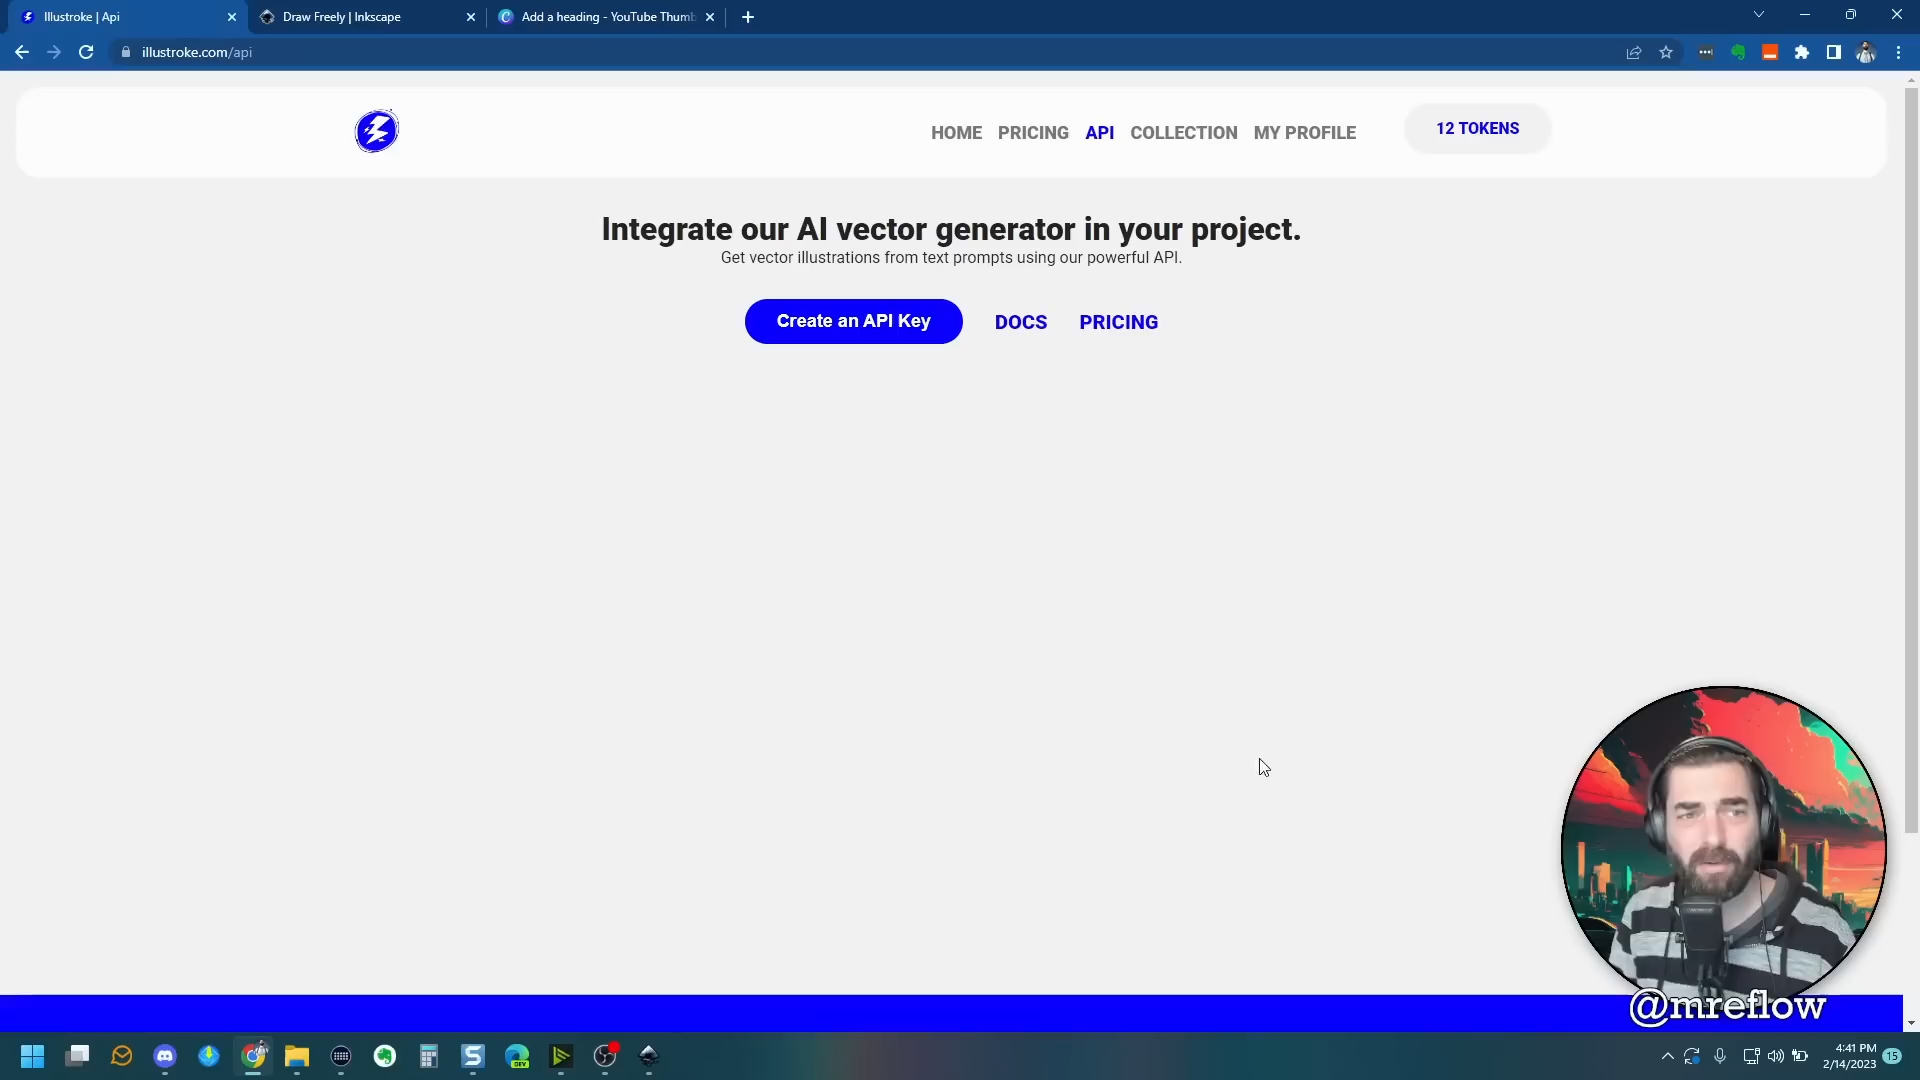 Illustroke | Api
Draw Freely | Inkscape
Add a heading - YouTube Thumb
illustroke.com/api
HOME PRICING API COLLECTION MY PROFILE
12 TOKENS
Integrate our AI vector generator in your project.
Get vector illustrations from text prompts using our powerful API.
Create an API Key
DOCS
PRICING
@mreflow
DEV
4:41 PM
2/14/2023
15